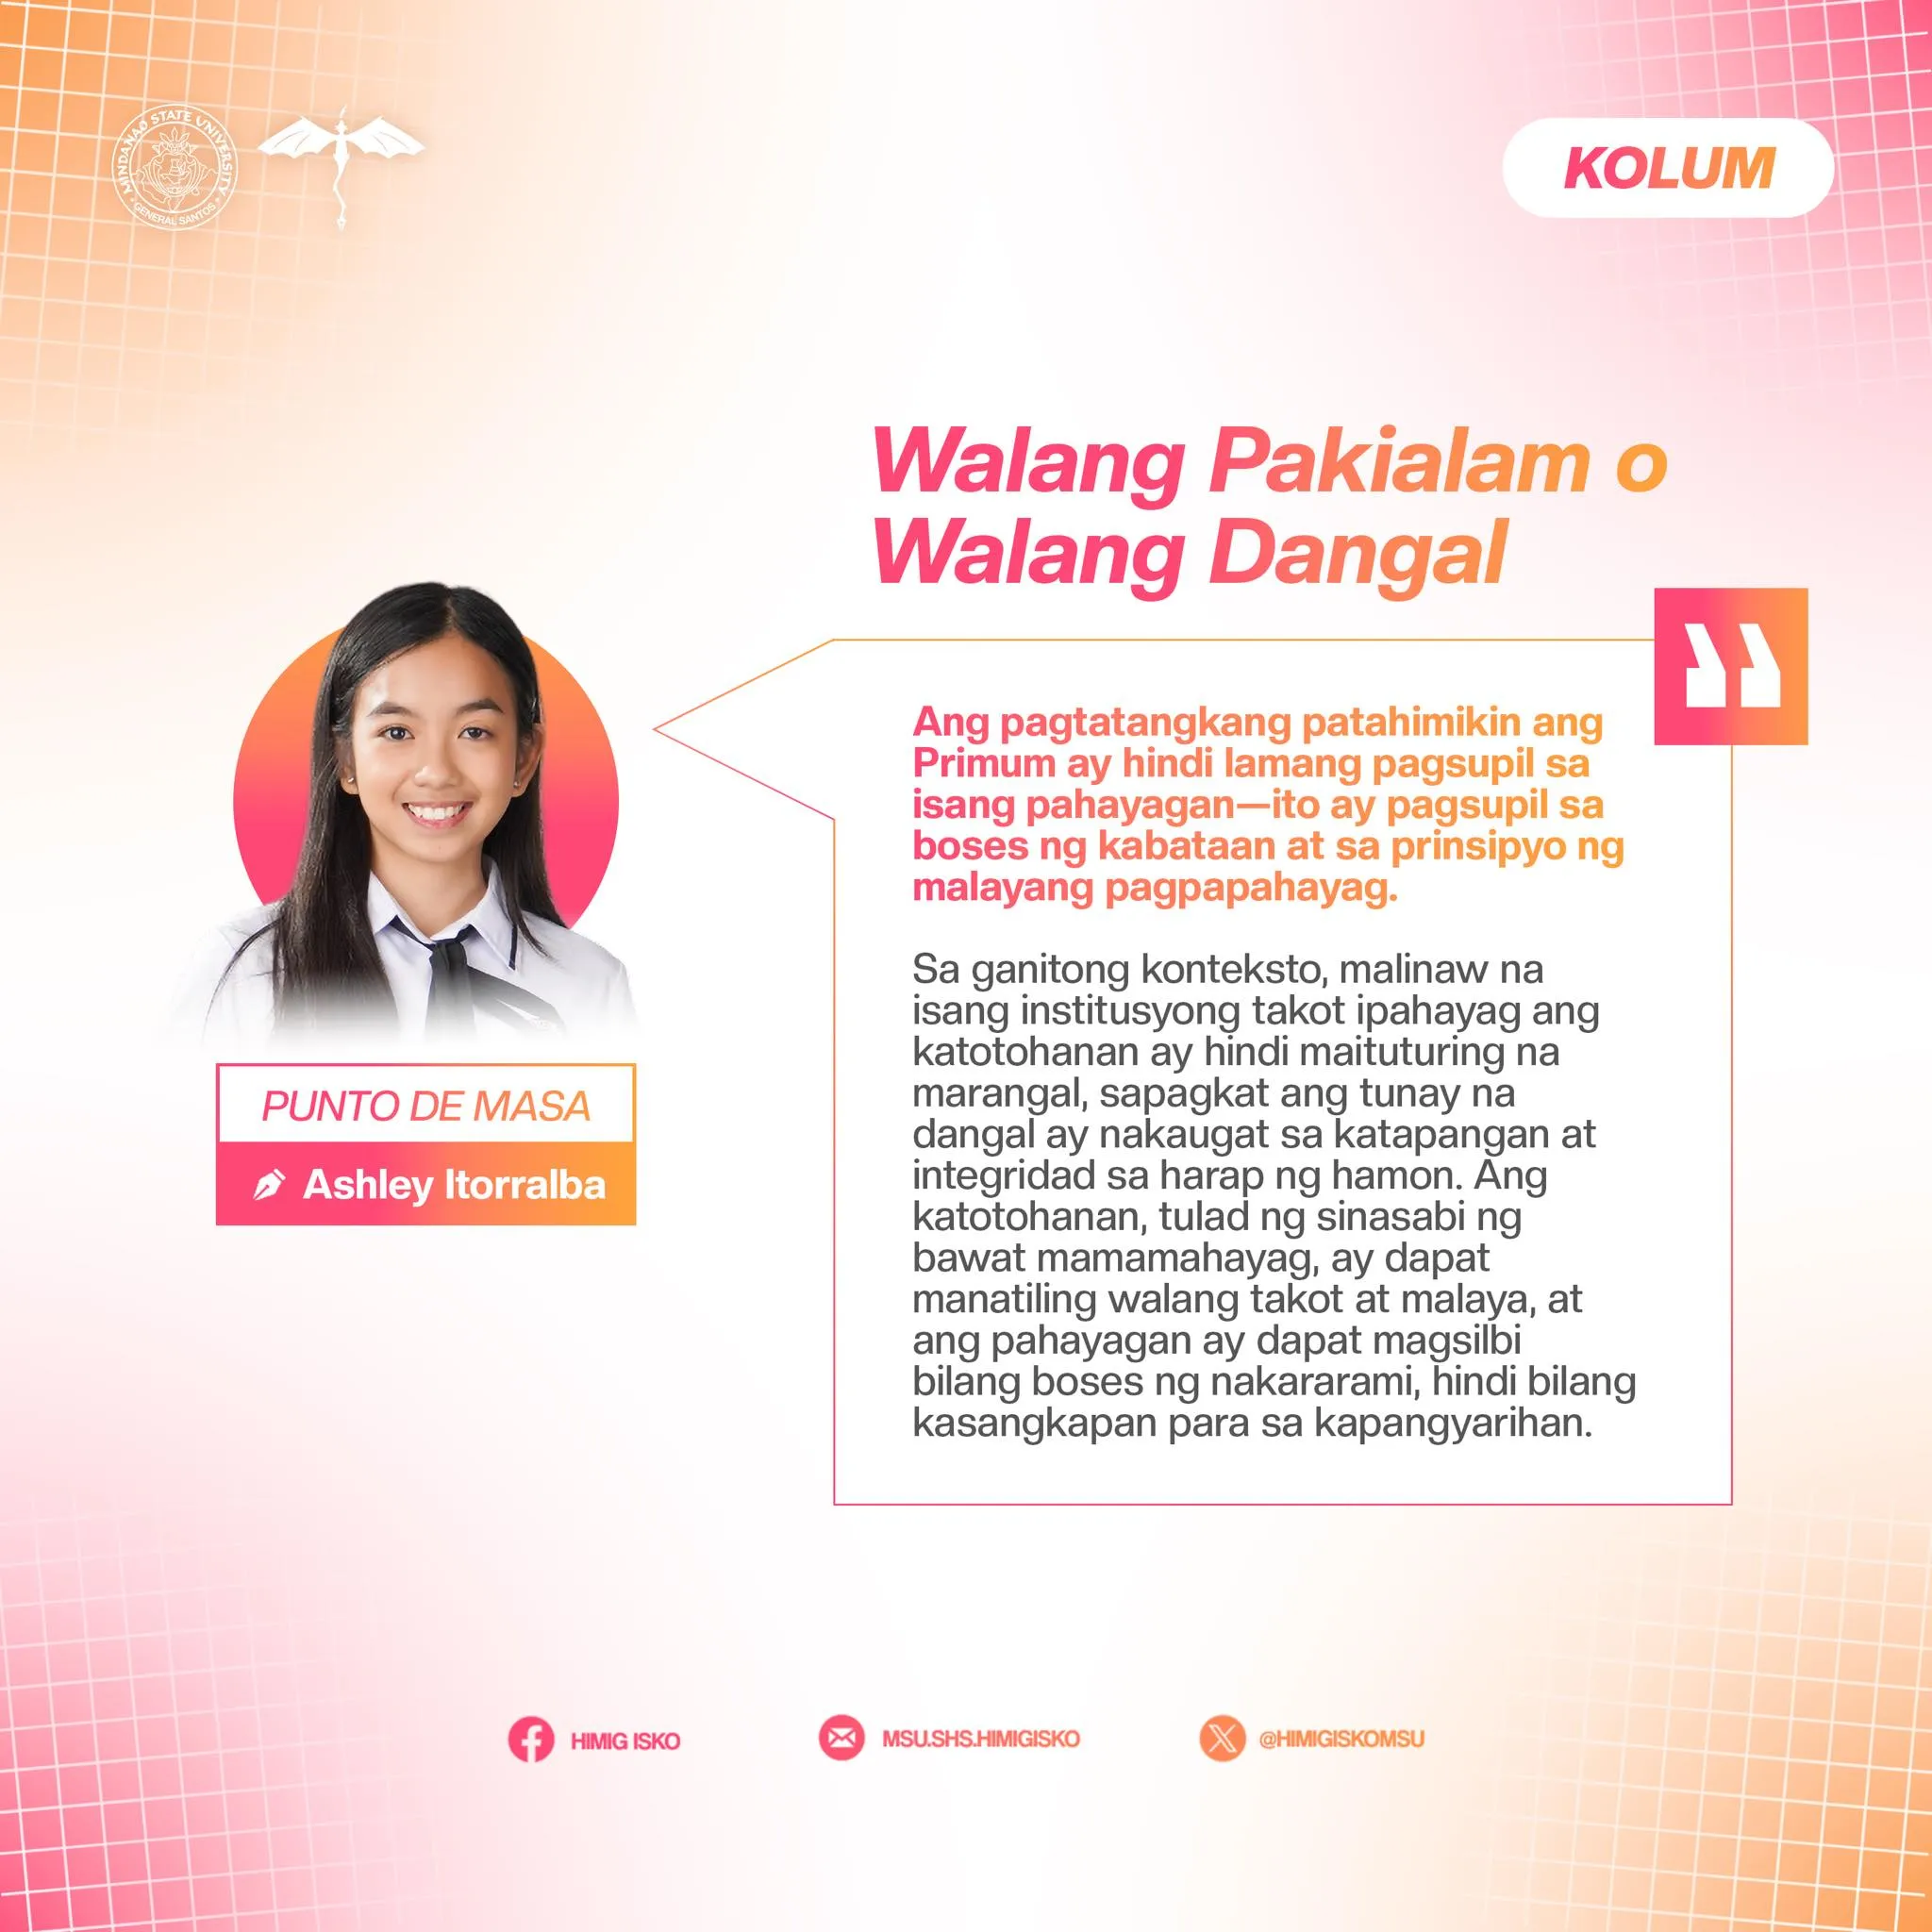 MINDANAO STATE UNIVERSITY
GENERAL SANTOS
KOLUM
Walang Pakialam o
Walang Dangal
Ang pagtatangkang patahimikin ang
Primum ay hindi lamang pagsupil sa
isang pahayagan—ito ay pagsupil sa
boses ng kabataan at sa prinsipyo ng
malayang pagpapahayag.
Sa ganitong konteksto, malinaw na
isang institusyong takot ipahayag ang
katotohanan ay hindi maituturing na
marangal, sapagkat ang tunay na
dangal ay nakaugat sa katapangan at
integridad sa harap ng hamon. Ang
katotohanan, tulad ng sinasabi ng
bawat mamamahayag, ay dapat
manatiling walang takot at malaya, at
ang pahayagan ay dapat magsilbi
bilang boses ng nakararami, hindi bilang
kasangkapan para sa kapangyarihan.
PUNTO DE MASA
Ashley Itorralba
HIMIG ISKO
MSU.SHS.HIMIGISKO
@HIMIGISKOMSU